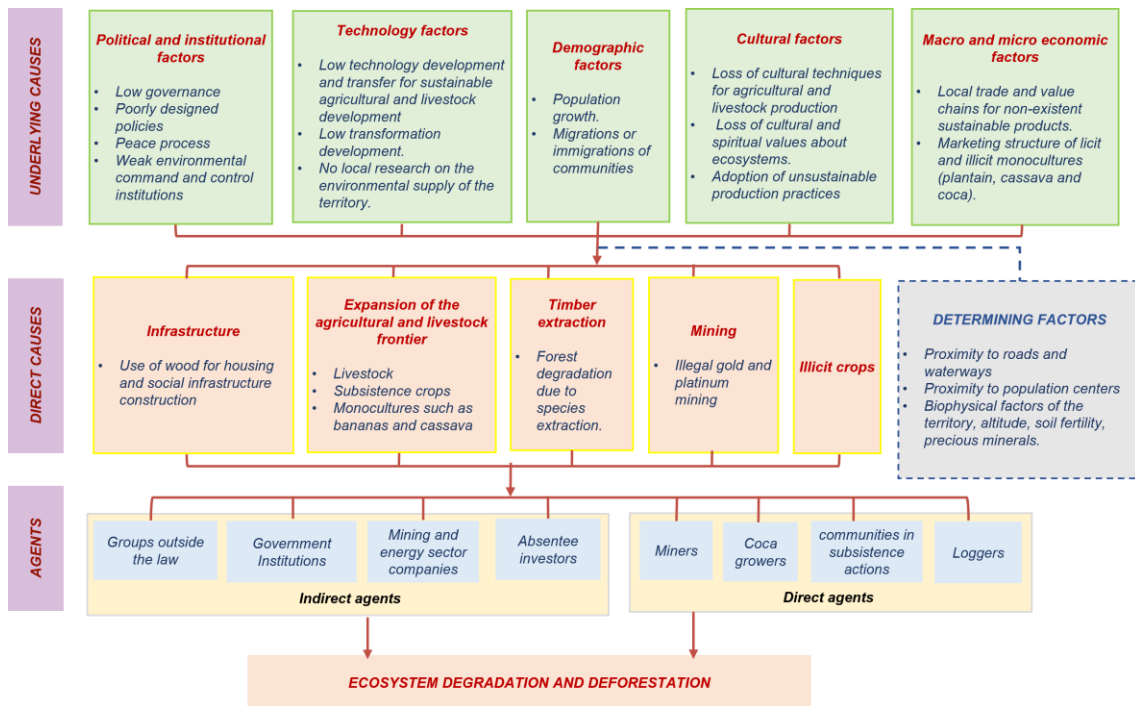 UNDERLYING CAUSES
Political and institutional
factors
• Low governance
• Poorly designed
policies
• Peace process
• Weak environmental
command and control
institutions
Technology factors
• Low technology development
and transfer for sustainable
agricultural and livestock
development
• Low transformation
development.
• No local research on the
environmental supply of the
territory.
Demographic
factors
• Population
growth.
• Migrations or
immigrations of
communities
Cultural factors
• Loss of cultural techniques
for agricultural and
livestock production
• Loss of cultural and
spiritual values about
ecosystems.
• Adoption of unsustainable
production practices
Macro and micro economic
factors
• Local trade and value
chains for non-existent
sustainable products.
• Marketing structure of licit
and illicit monocultures
(plantain, cassava and
coca).
DIRECT CAUSES
Infrastructure
• Use of wood for housing
and social infrastructure
construction
Expansion of the
agricultural and livestock
frontier
• Livestock
• Subsistence crops
• Monocultures such as
bananas and cassava
Timber
extraction
• Forest
degradation
due to
species
extraction.
Mining
• Illegal gold and
platinum
mining
Illicit crops
DETERMINING FACTORS
• Proximity to roads and
waterways
• Proximity to population centers
• Biophysical factors of the
territory, altitude, soil fertility,
precious minerals.
AGENTS
Groups outside
the law
Government
Institutions
Mining and
energy sector
companies
Absentee
investors
Indirect agents
Miners
Coca
growers
communities in
subsistence
actions
Loggers
Direct agents
ECOSYSTEM DEGRADATION AND DEFORESTATION